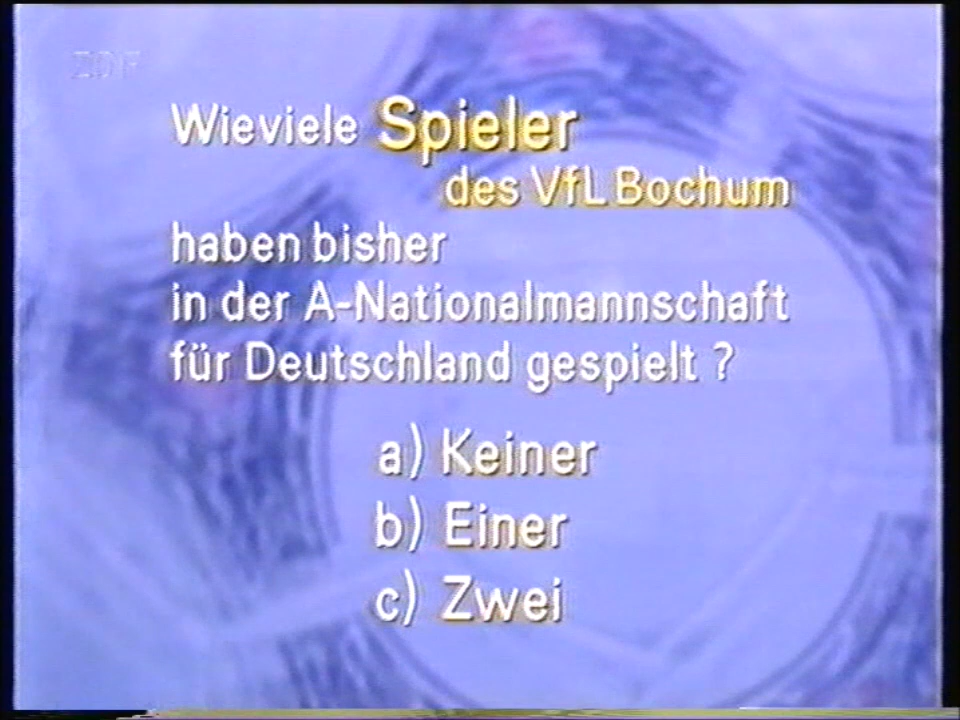 ZDF
Wieviele Spieler
des VfL Bochum
haben bisher
in der A-Nationalmannschaft
für Deutschland gespielt ?
a) Keiner
b) Einer
c) Zwei